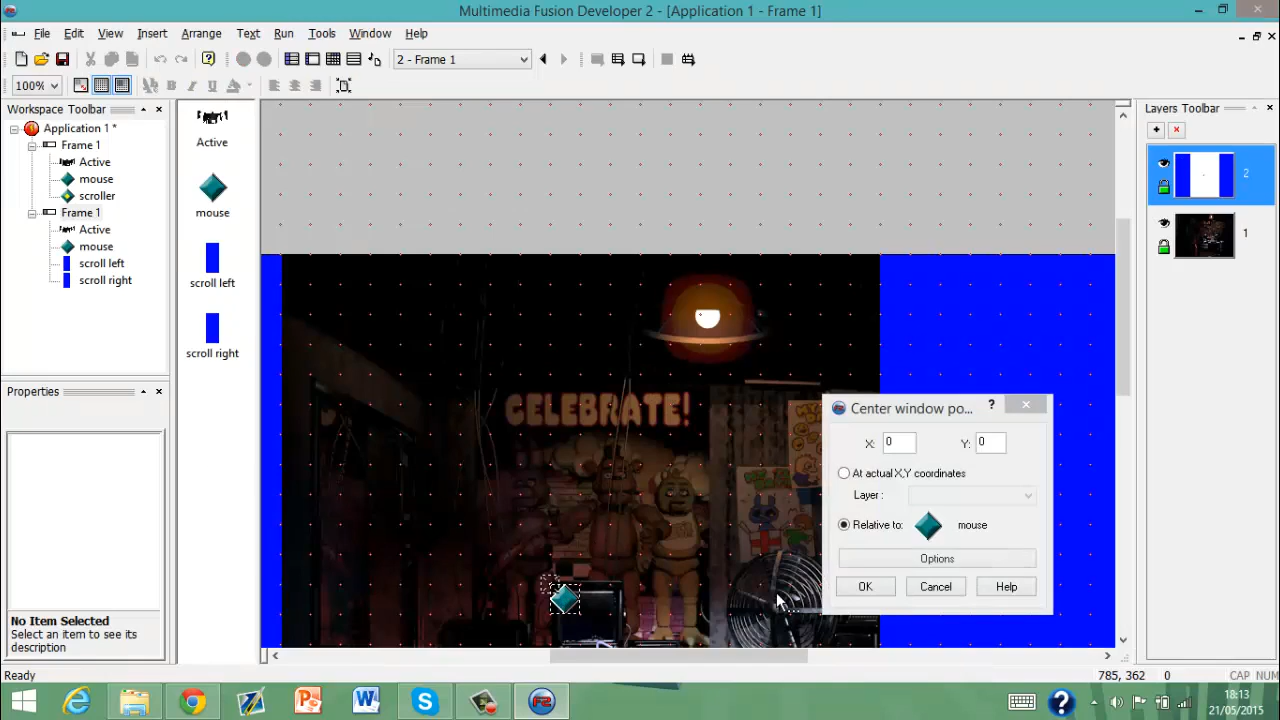 Multimedia Fusion Developer 2 - [Application 1 - Frame 1]
File Edit View Insert Arrange Text Run Tools Window Help
2 - Frame 1
100% B I U A
Workspace Toolbar
Application 1 *
Frame 1
Active
mouse
scroller
Frame 1
Active
mouse
scroll left
scroll right
Properties
No Item Selected
Select an item to see its
description
Active
mouse
scroll left
scroll right
CELEBRATE!
Center window po... ?
X: 0 Y: 0
At actual X,Y coordinates
Layer :
Relative to: mouse
Options
OK Cancel Help
Layers Toolbar
2
1
Ready 785, 362 0 CAP NUM
18:13
21/05/2015